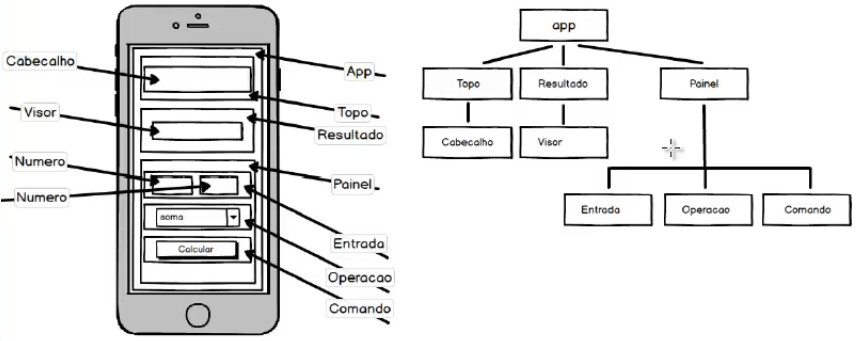 Cabecalho
App
Topo
Visor
Resultado
Numero
Painel
Numero
soma
Entrada
Calcular
Operacao
Comando
app
Topo
Resultado
Painel
Cabecalho
Visor
Entrada
Operacao
Comando